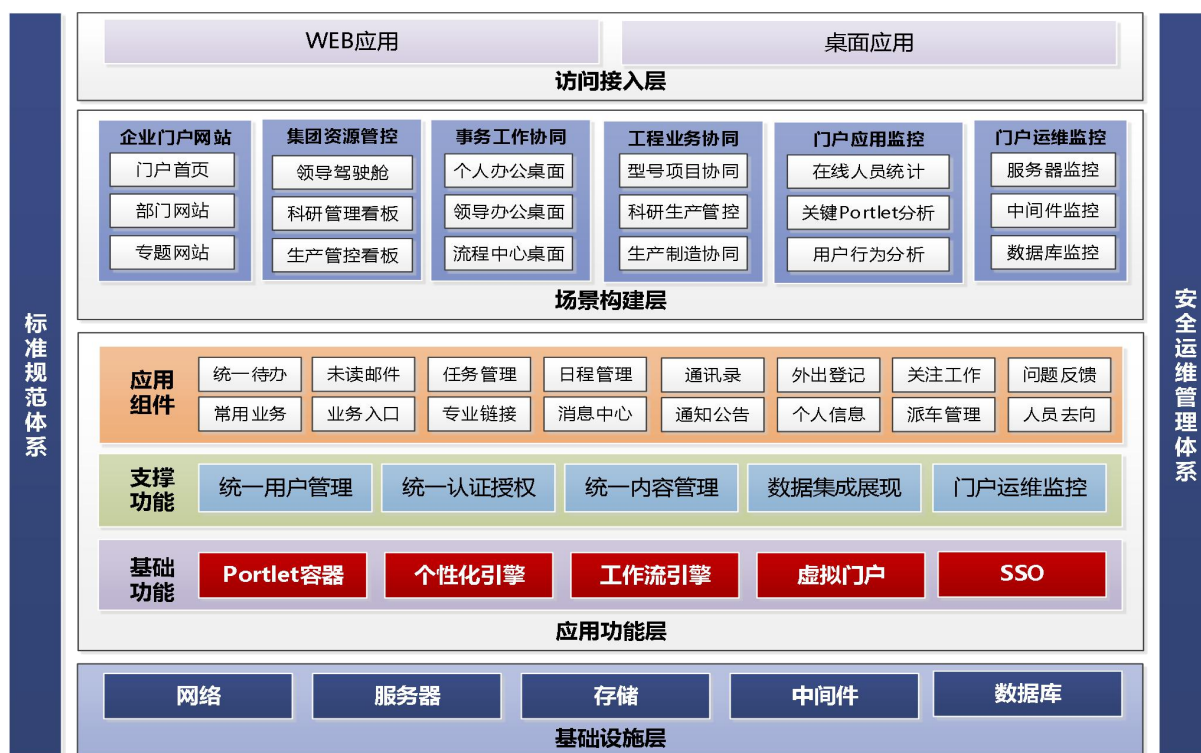 标准规范体系
WEB应用
桌面应用
访问接入层
企业门户网站
门户首页
部门网站
专题网站
集团资源管控
领导驾驶舱
科研管理看板
生产管控看板
事务工作协同
个人办公桌面
领导办公桌面
流程中心桌面
工程业务协同
型号项目协同
科研生产管控
生产制造协同
门户应用监控
在线人员统计
关键Portlet分析
用户行为分析
门户运维监控
服务器监控
中间件监控
数据库监控
场景构建层
应用
组件
统一待办
未读邮件
任务管理
日程管理
通讯录
外出登记
关注工作
问题反馈
常用业务
业务入口
专业链接
消息中心
通知公告
个人信息
派车管理
人员去向
支撑
功能
统一用户管理
统一认证授权
统一内容管理
数据集成展现
门户运维监控
基础
功能
Portlet容器
个性化引擎
工作流引擎
虚拟门户
SSO
应用功能层
网络
服务器
存储
中间件
数据库
基础设施层
安全运维管理体系